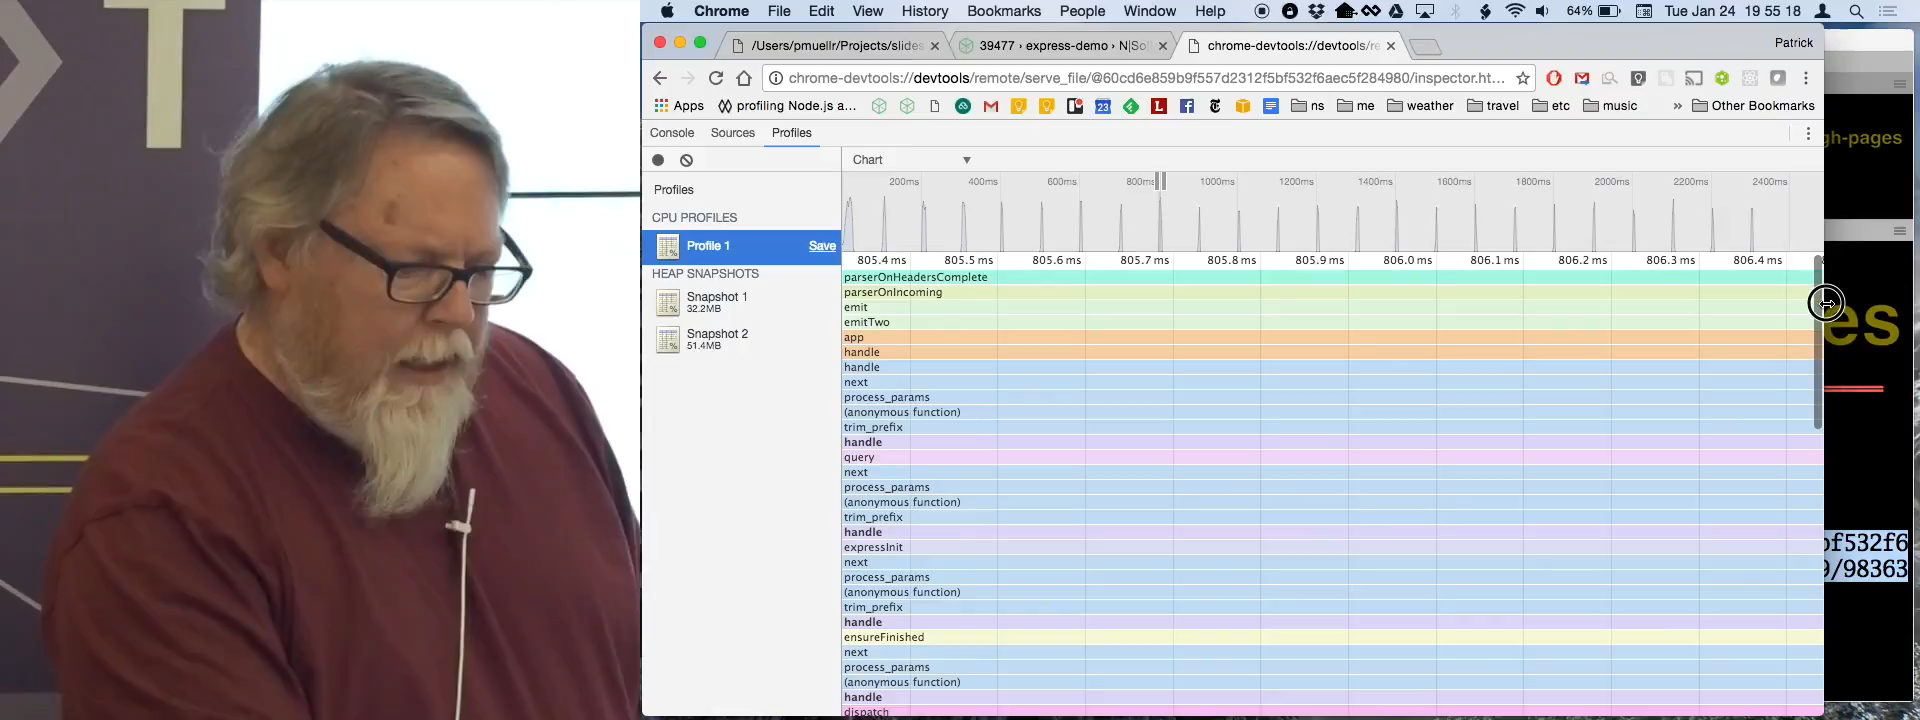 T
Chrome File Edit View History Bookmarks People Window Help 64% Tue Jan 24 19 55 18
/Users/pmuellr/Projects/slides 39477 › express-demo › N|Sol chrome-devtools://devtools/re Patrick
chrome-devtools://devtools/remote/serve_file/@60cd6e859b9f557d2312f5bf532f6aec5f284980/inspector.ht...
Apps profiling Node.js a... 23 L ns me weather travel etc music » Other Bookmarks
Console Sources Profiles
gh-pages
Chart
Profiles
200ms 400ms 600ms 800ms 1000ms 1200ms 1400ms 1600ms 1800ms 2000ms 2200ms 2400ms
CPU PROFILES
Profile 1 Save
HEAP SNAPSHOTS
Snapshot 1
32.2MB
Snapshot 2
51.4MB
805.4 ms 805.5 ms 805.6 ms 805.7 ms 805.8 ms 805.9 ms 806.0 ms 806.1 ms 806.2 ms 806.3 ms 806.4 ms
parserOnHeadersComplete
parserOnIncoming
emit
emitTwo
app
handle
handle
next
process_params
(anonymous function)
trim_prefix
handle
query
next
process_params
(anonymous function)
trim_prefix
handle
expressInit
next
process_params
(anonymous function)
trim_prefix
handle
ensureFinished
next
process_params
(anonymous function)
handle
dispatch
es
bf532f6
9/98363